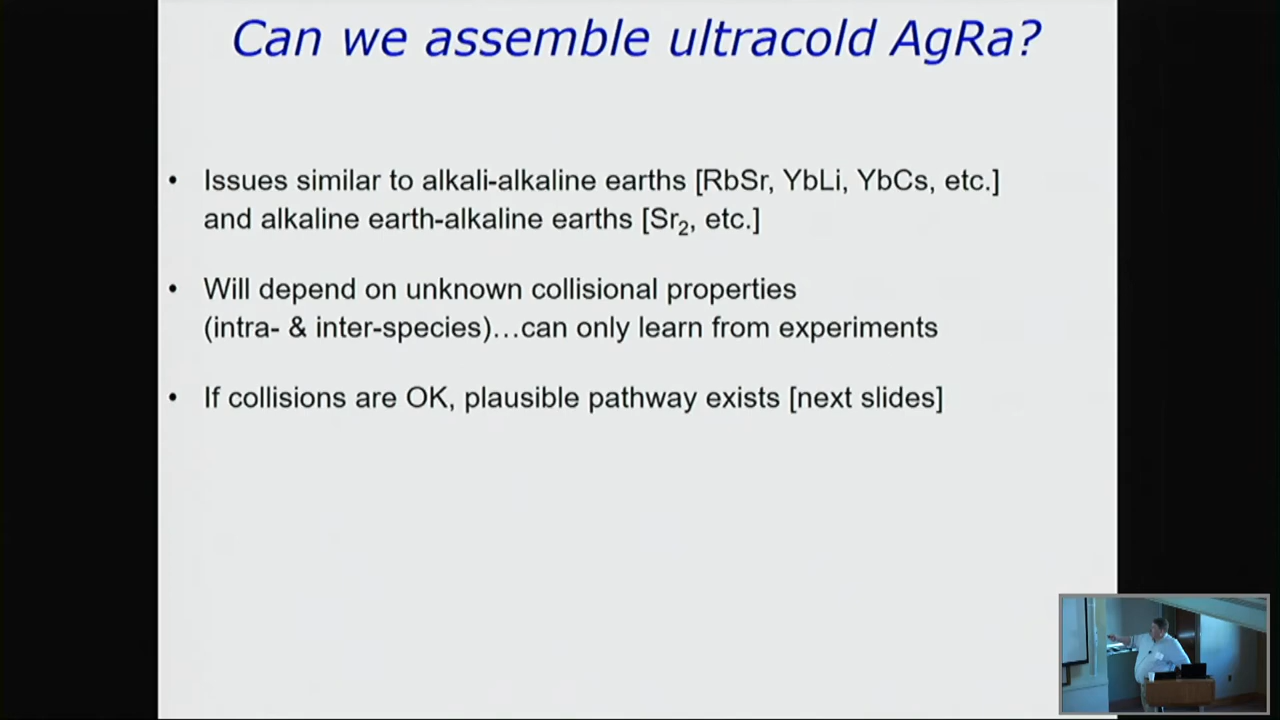 Can we assemble ultracold AgRa?
• Issues similar to alkali-alkaline earths [RbSr, YbLi, YbCs, etc.]
and alkaline earth-alkaline earths [Sr₂, etc.]
• Will depend on unknown collisional properties
(intra- & inter-species)…can only learn from experiments
• If collisions are OK, plausible pathway exists [next slides]